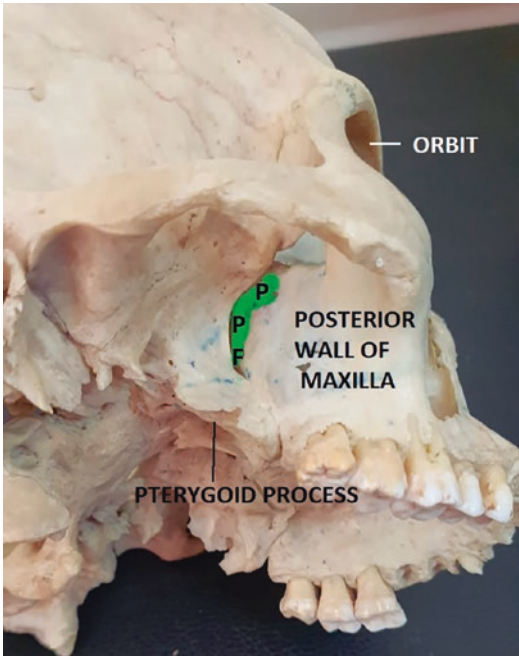 ORBIT
P
P
F
POSTERIOR
WALL OF
MAXILLA
PTERYGOID PROCESS